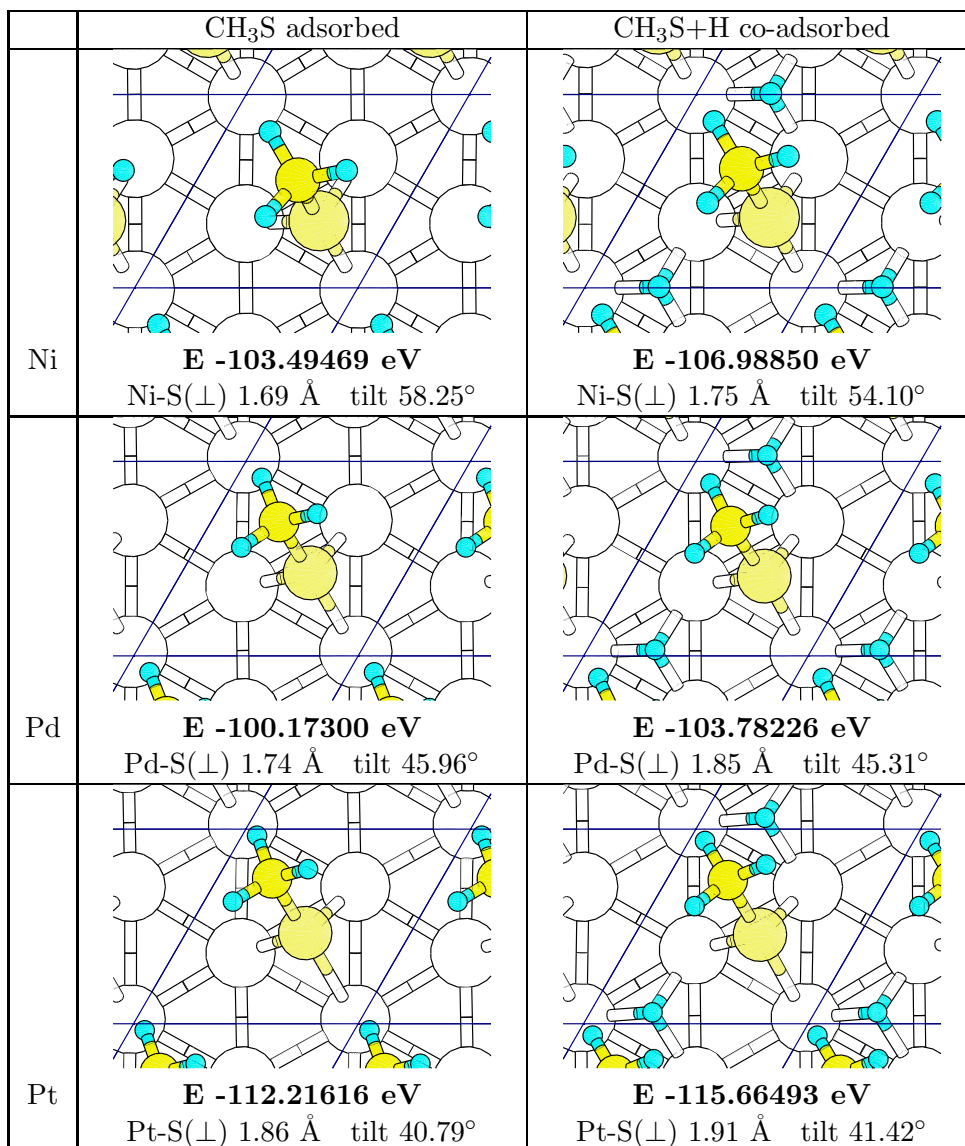 CH₃S adsorbed CH₃S+H co-adsorbed
Ni E -103.49469 eV E -106.98850 eV
Ni-S(⊥) 1.69 Å tilt 58.25° Ni-S(⊥) 1.75 Å tilt 54.10°
Pd E -100.17300 eV E -103.78226 eV
Pd-S(⊥) 1.74 Å tilt 45.96° Pd-S(⊥) 1.85 Å tilt 45.31°
Pt E -112.21616 eV E -115.66493 eV
Pt-S(⊥) 1.86 Å tilt 40.79° Pt-S(⊥) 1.91 Å tilt 41.42°